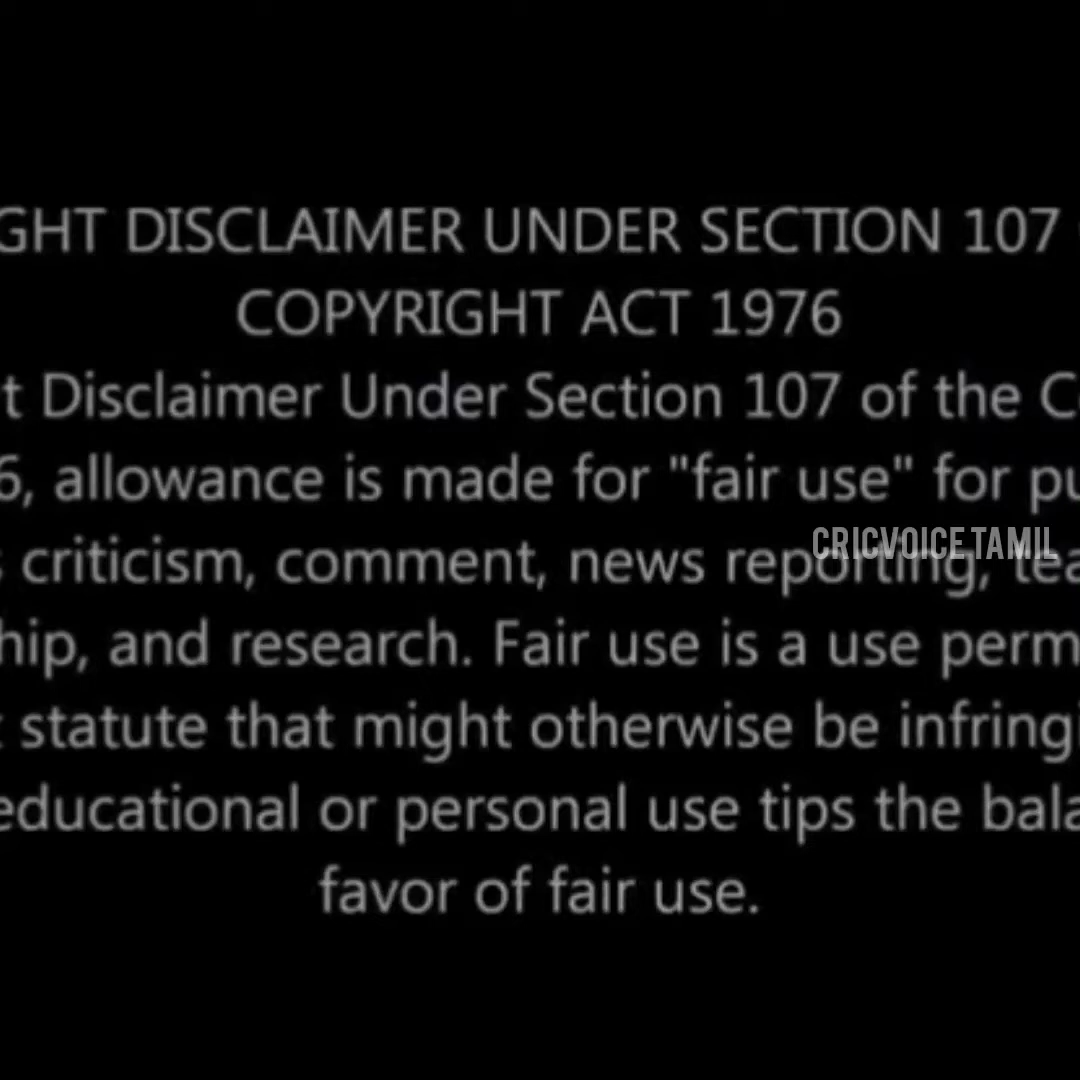 GHT DISCLAIMER UNDER SECTION 107
COPYRIGHT ACT 1976
t Disclaimer Under Section 107 of the C
6, allowance is made for "fair use" for pu
s criticism, comment, news reporting, tea
CRICVOICE TAMIL
hip, and research. Fair use is a use perm
t statute that might otherwise be infringi
educational or personal use tips the bala
favor of fair use.